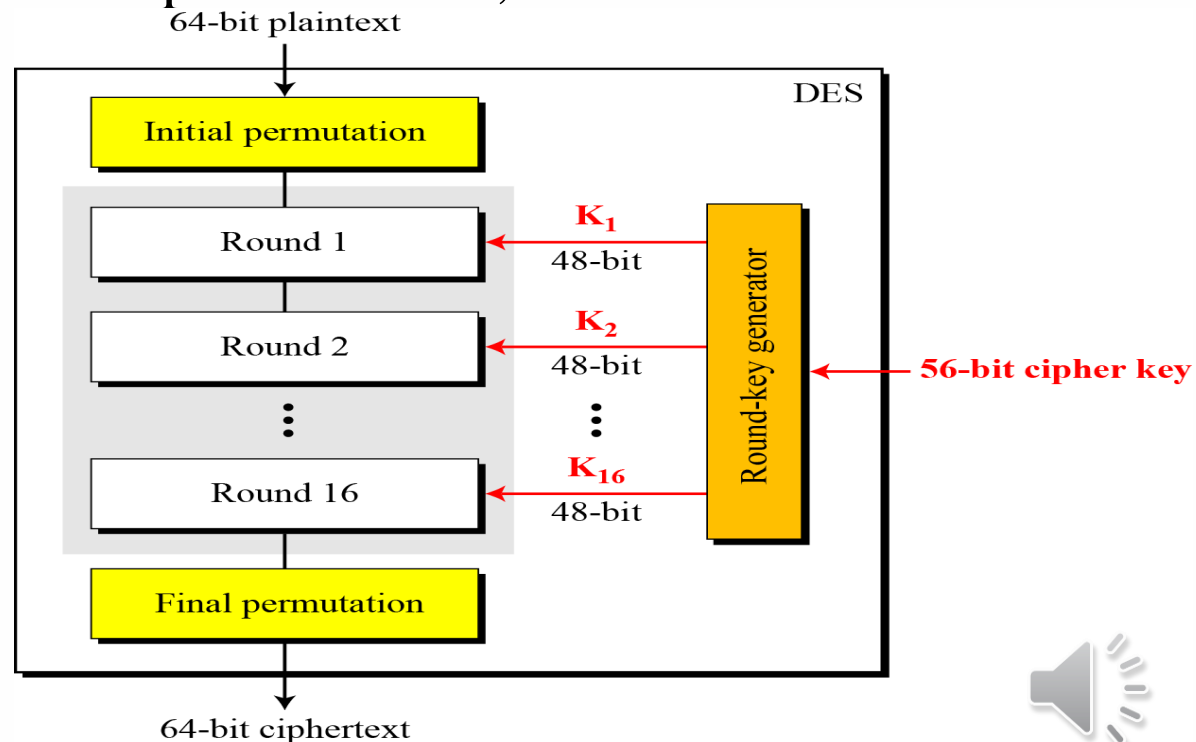 64-bit plaintext
DES
Initial permutation
Round 1
K₁
48-bit
Round 2
K₂
48-bit
Round 16
K₁₆
48-bit
Round-key generator
56-bit cipher key
Final permutation
64-bit ciphertext